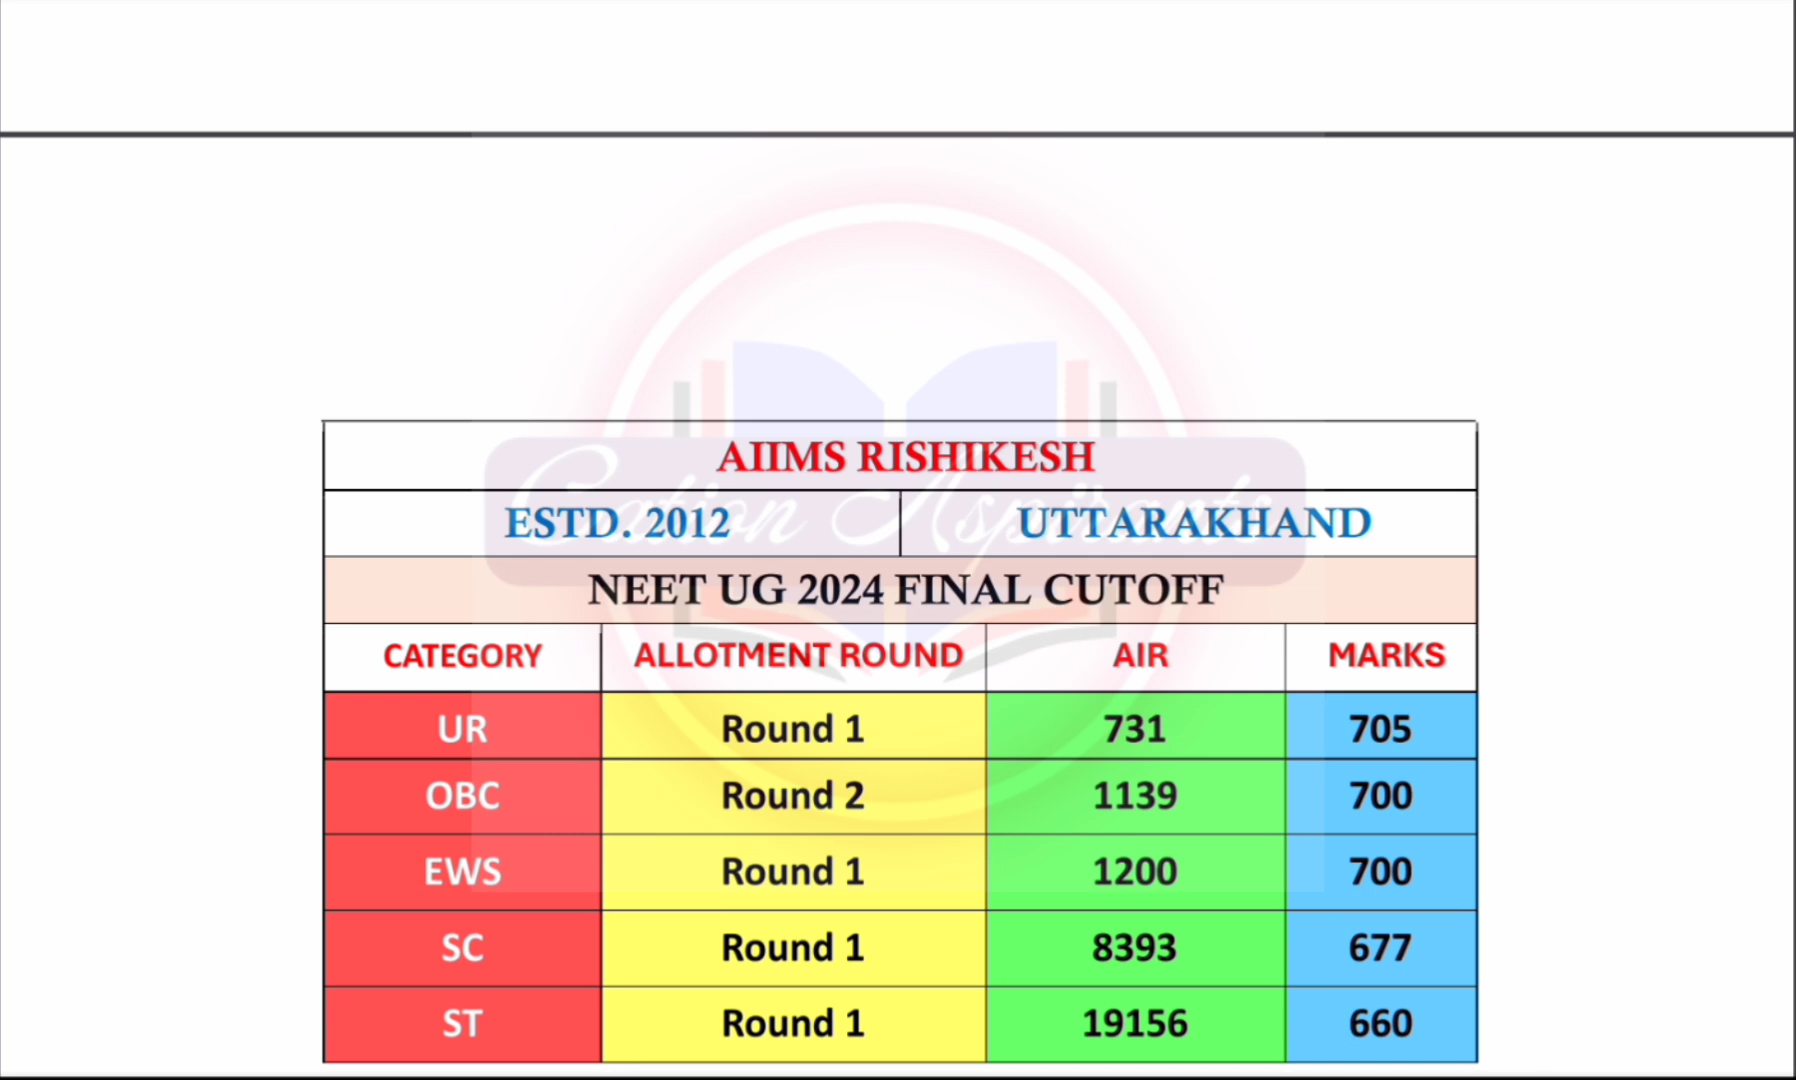 AIIMS RISHIKESH
ESTD. 2012 UTTARAKHAND
NEET UG 2024 FINAL CUTOFF
CATEGORY ALLOTMENT ROUND AIR MARKS
UR Round 1 731 705
OBC Round 2 1139 700
EWS Round 1 1200 700
SC Round 1 8393 677
ST Round 1 19156 660
Cation Aspirants